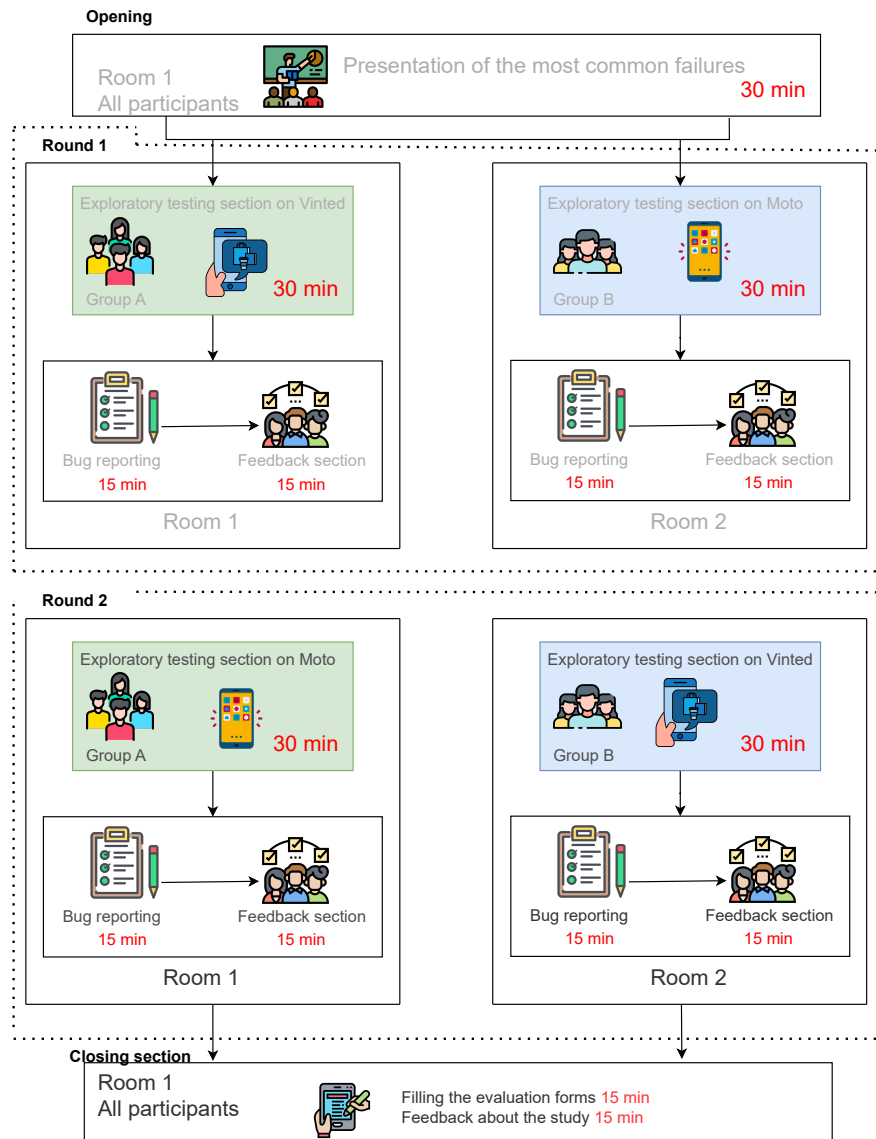 Opening
Presentation of the most common failures
Room 1
All participants
30 min
Round 1
Exploratory testing section on Vinted
Group A
30 min
Bug reporting
15 min
Feedback section
15 min
Room 1
Exploratory testing section on Moto
Group B
30 min
Bug reporting
15 min
Feedback section
15 min
Room 2
Round 2
Exploratory testing section on Moto
Group A
30 min
Bug reporting
15 min
Feedback section
15 min
Room 1
Exploratory testing section on Vinted
Group B
30 min
Bug reporting
15 min
Feedback section
15 min
Room 2
Closing section
Room 1
All participants
Filling the evaluation forms 15 min
Feedback about the study 15 min